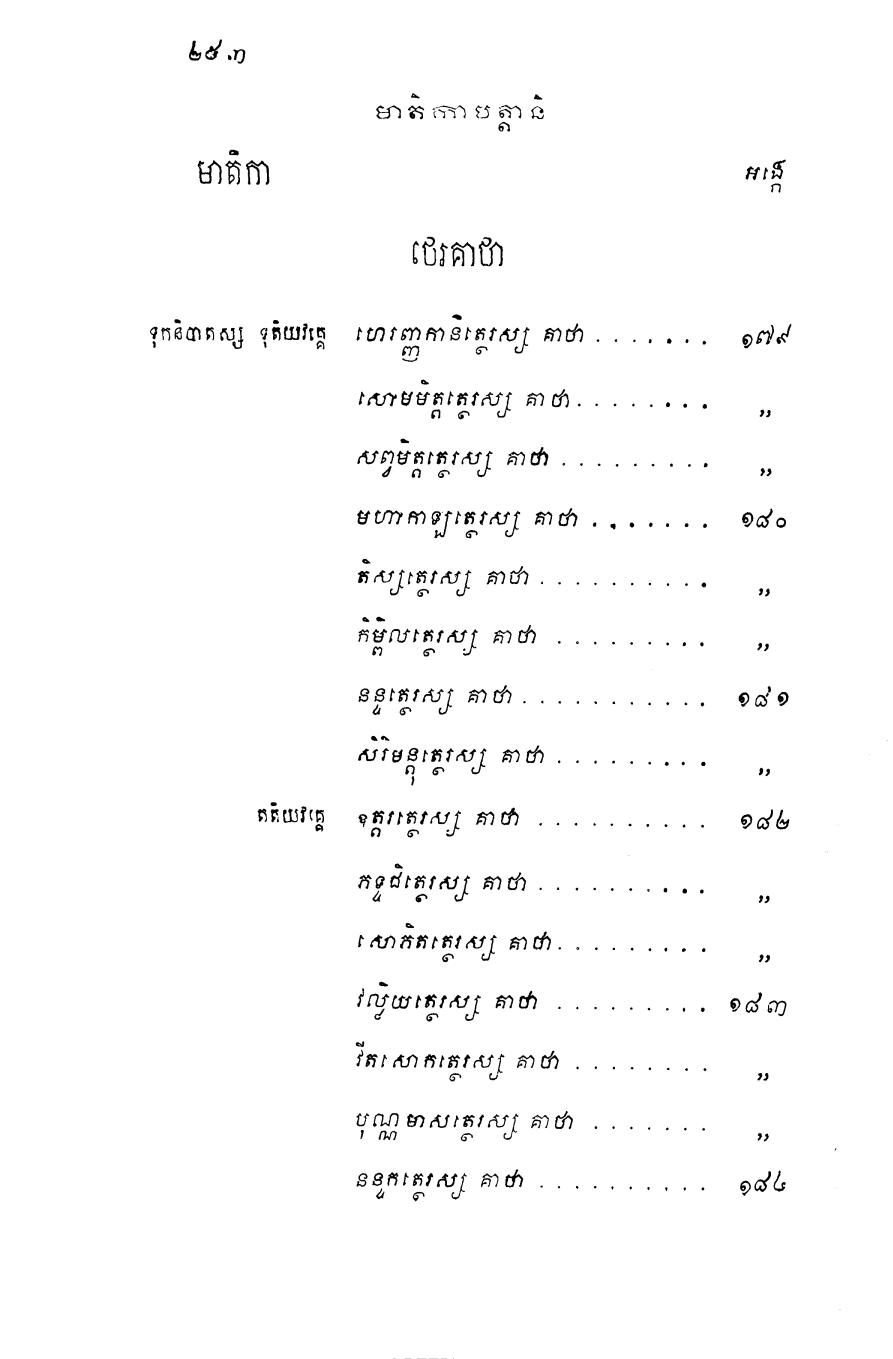 ២៥.៣
មាតិកាបត្តានិ
មាតិកា អង្កេ
ថេរគាថា
ទុកនិបាតស្ស ទុតិយវគ្គេ ហេរញ្ញកានិត្ថេរស្ស គាថា . . . . . . . ១៧៩
សោមមិត្តត្ថេរស្ស គាថា . . . . . . . . ,,
សព្វមិត្តត្ថេរស្ស គាថា . . . . . . . . . ,,
មហាកាឡត្ថេរស្ស គាថា . . . . . . . ១៨០
តិស្សត្ថេរស្ស គាថា . . . . . . . . . . ,,
កិម្ពិលត្ថេរស្ស គាថា . . . . . . . . . ,,
នន្ទត្ថេរស្ស គាថា . . . . . . . . . . . ១៨១
សិរិមន្តុត្ថេរស្ស គាថា . . . . . . . . . ,,
តតិយវគ្គេ ឧត្តរត្ថេរស្ស គាថា . . . . . . . . . . ១៨២
ភទ្ទជិត្ថេរស្ស គាថា . . . . . . . . . . ,,
សោភិតត្ថេរស្ស គាថា . . . . . . . . . ,,
វល្លិយត្ថេរស្ស គាថា . . . . . . . . . ១៨៣
វីតសោកត្ថេរស្ស គាថា . . . . . . . . ,,
បុណ្ណមាសត្ថេរស្ស គាថា . . . . . . . ,,
នន្ទកត្ថេរស្ស គាថា . . . . . . . . . . ១៨៤